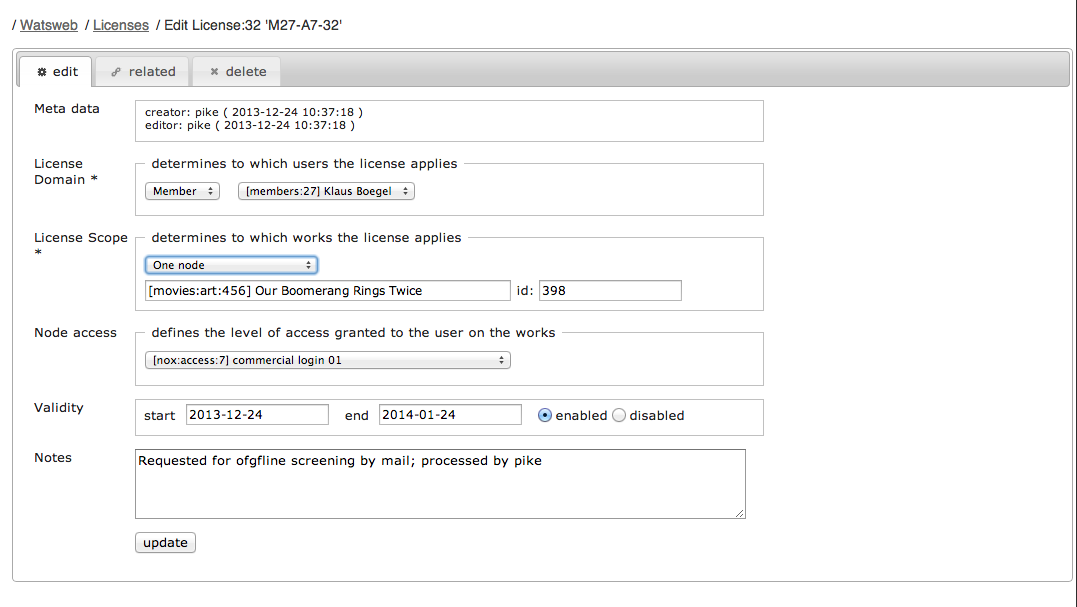 / Watsweb / Licenses / Edit License:32 'M27-A7-32'
edit related delete
Meta data
creator: pike ( 2013-12-24 10:37:18 )
editor: pike ( 2013-12-24 10:37:18 )
License Domain *
determines to which users the license applies
Member [members:27] Klaus Boegel
License Scope *
determines to which works the license applies
One node
[movies:art:456] Our Boomerang Rings Twice id: 398
Node access
defines the level of access granted to the user on the works
[nox:access:7] commercial login 01
Validity
start 2013-12-24 end 2014-01-24 enabled disabled
Notes
Requested for ofgfline screening by mail; processed by pike
update